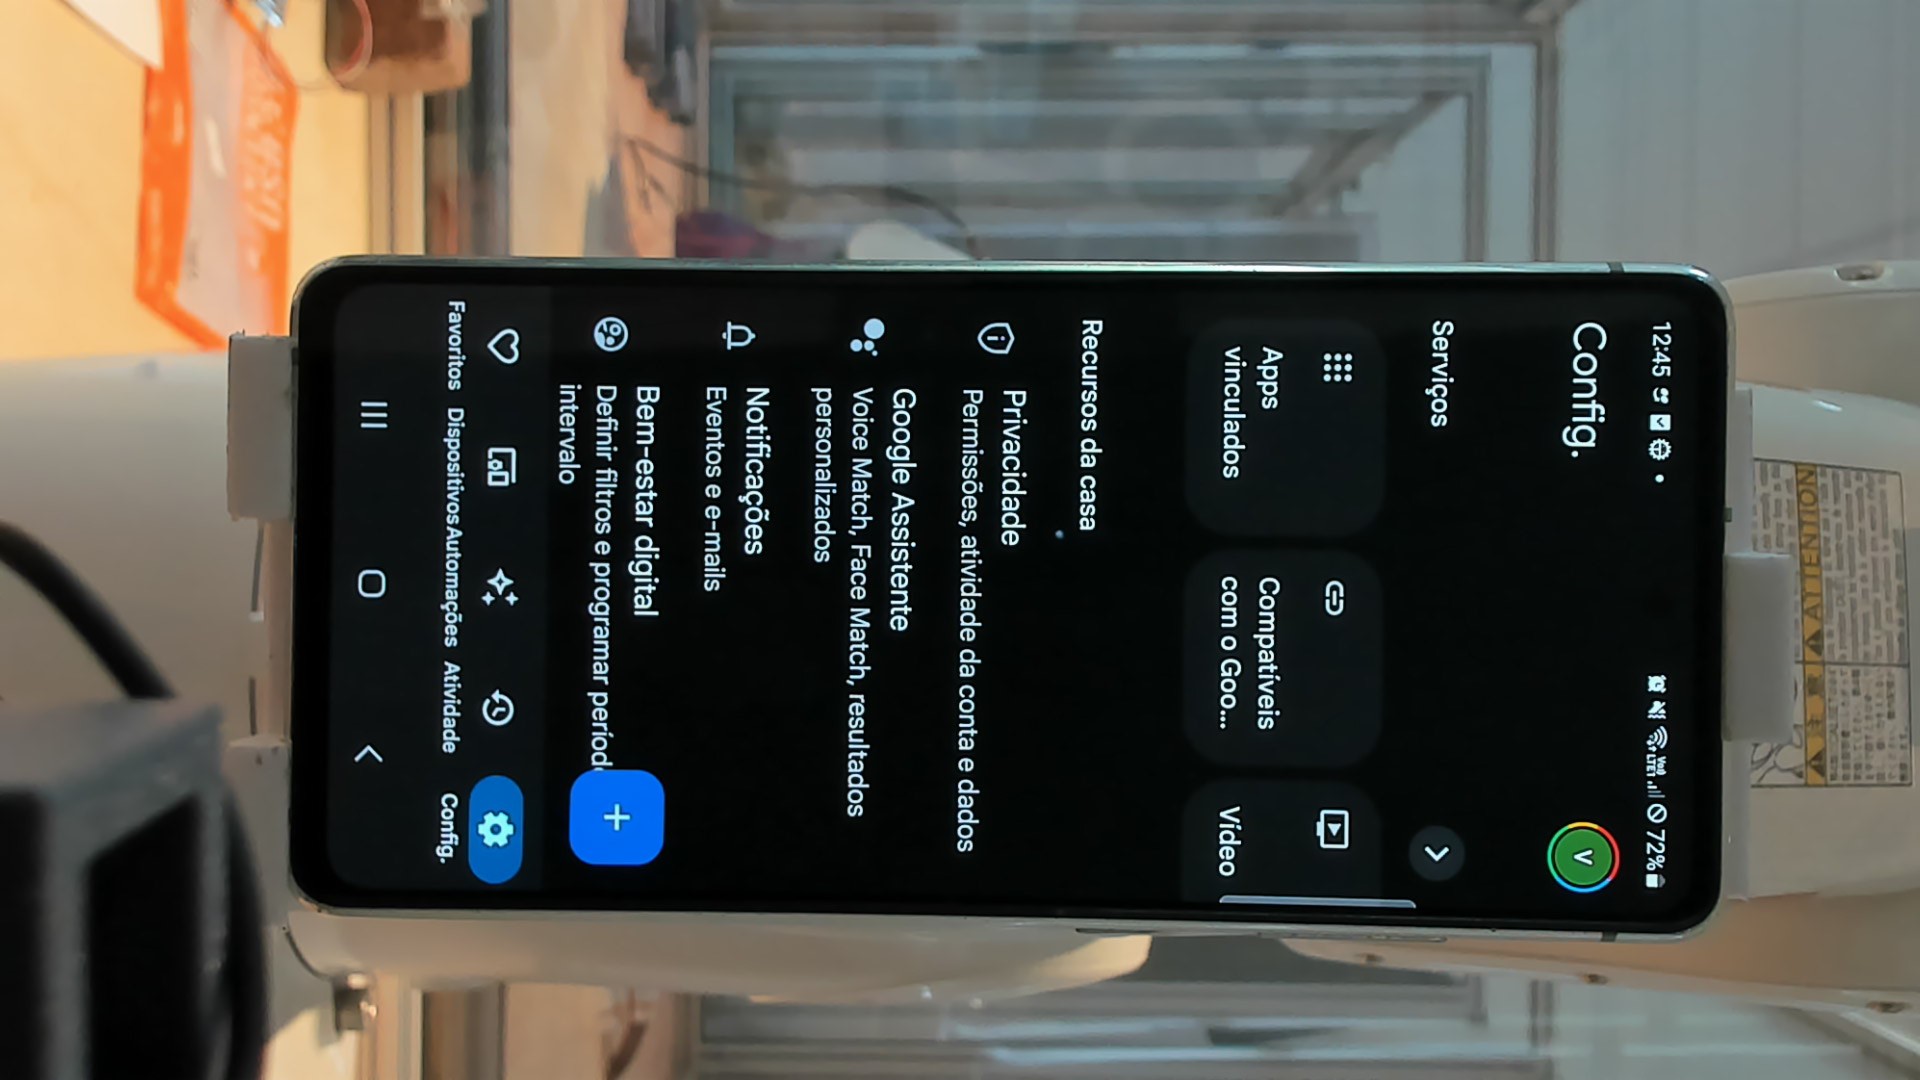 12:45
LTE1
72%
Config.
V
Serviços
Apps
vinculados
Compatíveis
com o Goo...
Vídeo
Recursos da casa
Privacidade
Permissões, atividade da conta e dados
Google Assistente
Voice Match, Face Match, resultados
personalizados
Notificações
Eventos e e-mails
Bem-estar digital
Definir filtros e programar períod
intervalo
Favoritos
Dispositivos
Automações
Atividade
Config.
ATTENTION